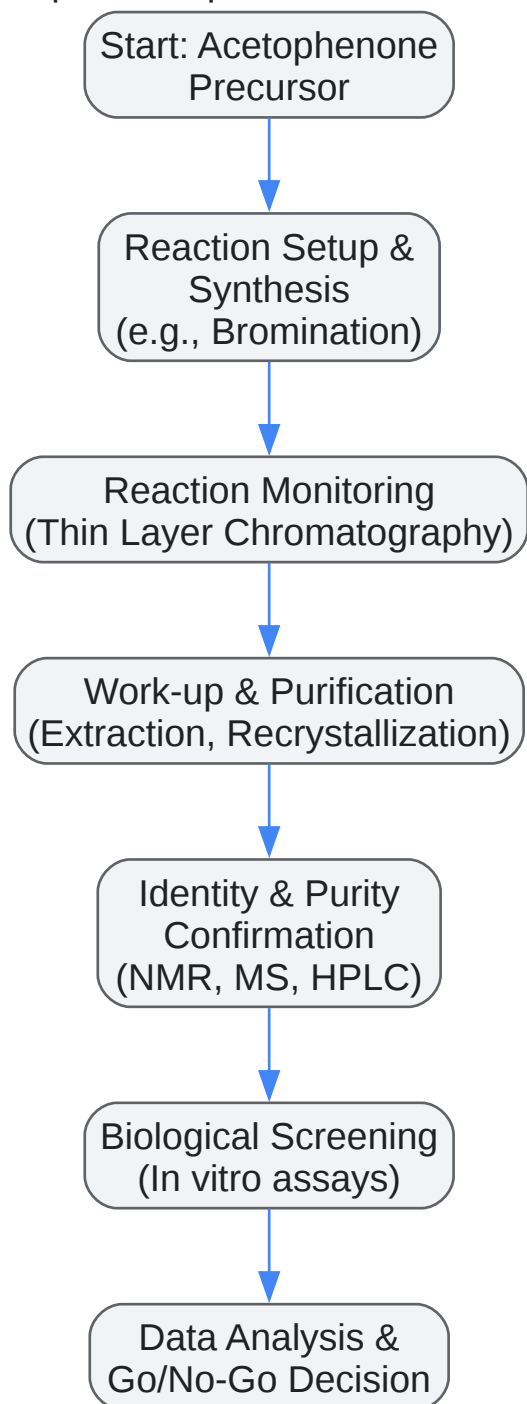 Start: Acetophenone
Precursor
Reaction Setup &
Synthesis
(e.g., Bromination)
Reaction Monitoring
(Thin Layer Chromatography)
Work-up & Purification
(Extraction, Recrystallization)
Identity & Purity
Confirmation
(NMR, MS, HPLC)
Biological Screening
(In vitro assays)
Data Analysis &
Go/No-Go Decision